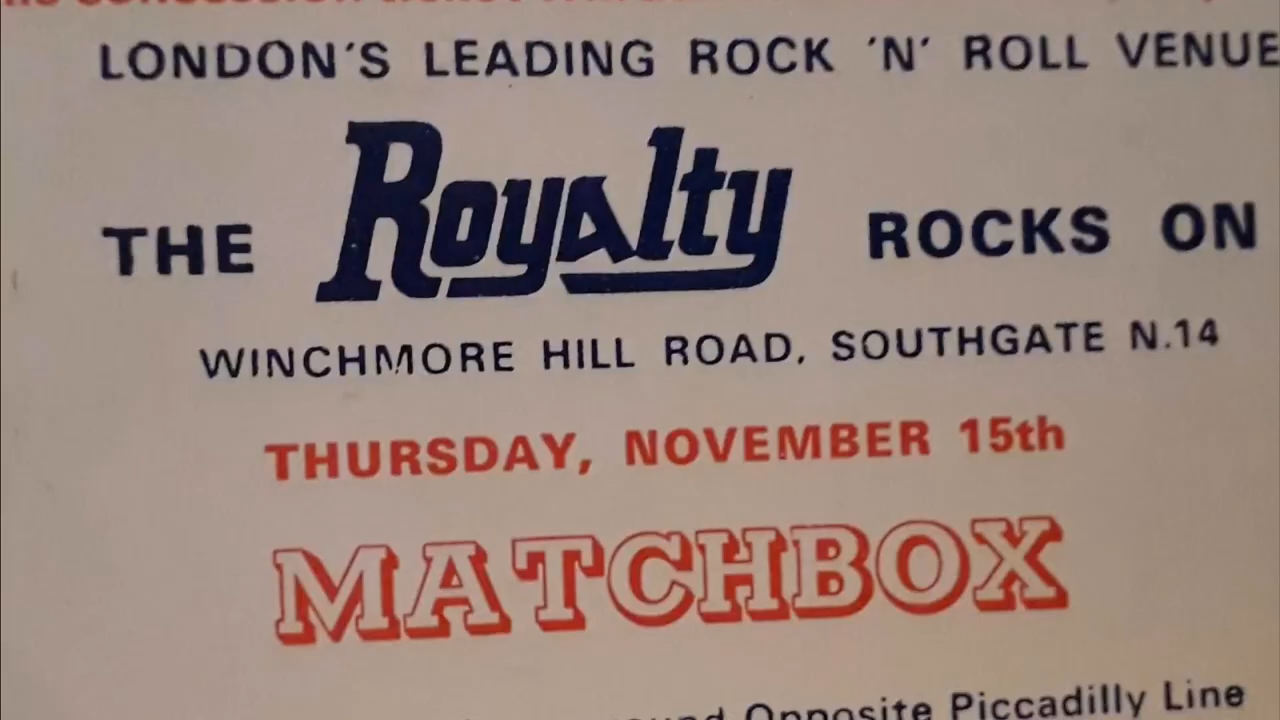 LONDON'S LEADING ROCK 'N' ROLL VENUE
THE Royalty ROCKS ON
WINCHMORE HILL ROAD, SOUTHGATE N.14
THURSDAY, NOVEMBER 15th
MATCHBOX
Opposite Piccadilly Line